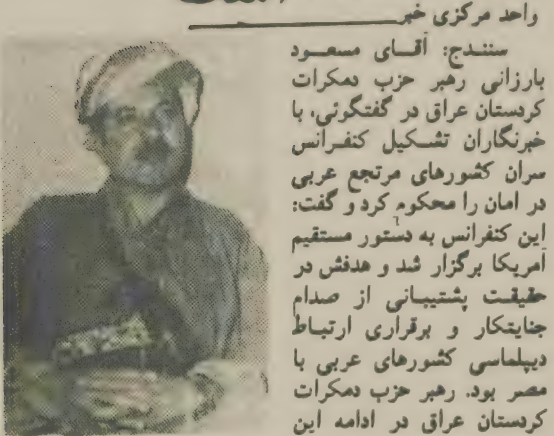 واحد مرکزی خبر
سنندج: آقای مسعود
بارزانی رهبر حزب دمکرات
کردستان عراق در گفتگوئی، با
خبرنگاران تشکیل کنفرانس
سران کشورهای مرتجع عربی
در امان را محکوم کرد و گفت:
این کنفرانس به دستور مستقیم
آمریکا برگزار شد و هدفش در
حقیقت پشتیبانی از صدام
جنایتکار و برقراری ارتباط
دیپلماسی کشورهای عربی با
مصر بود. رهبر حزب دمکرات
کردستان عراق در ادامه این